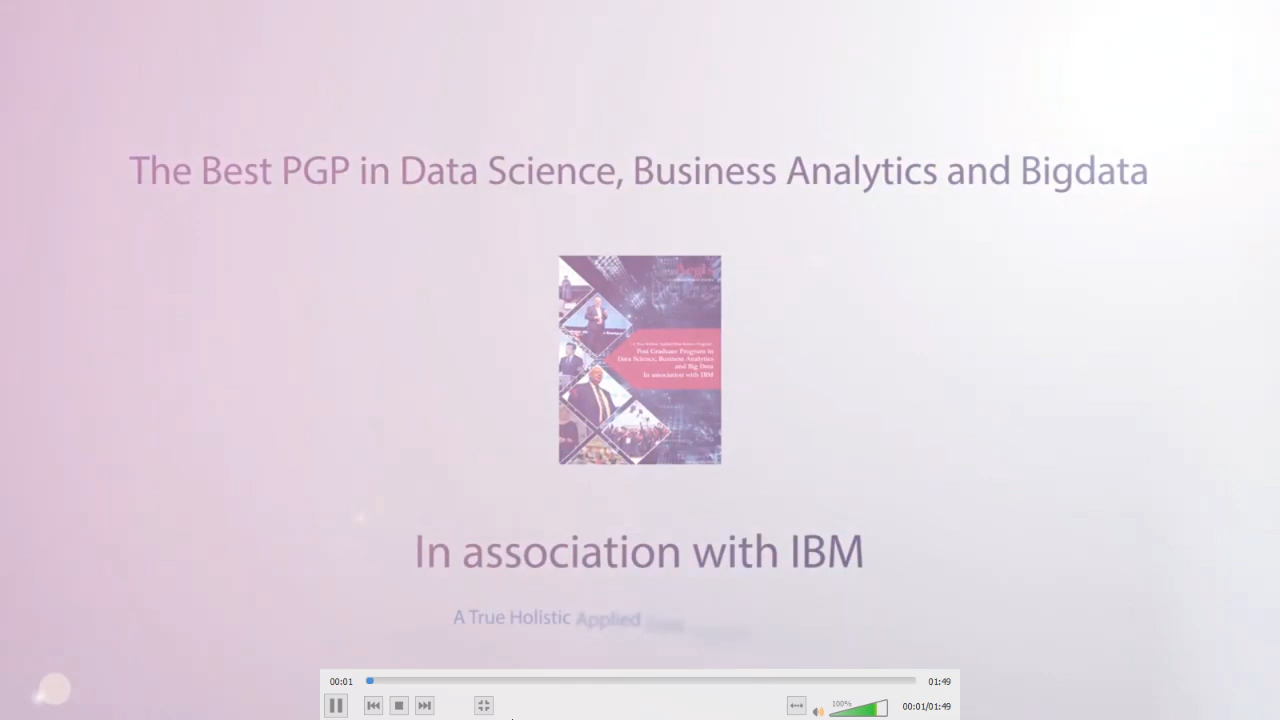 The Best PGP in Data Science, Business Analytics and Bigdata
Post Graduate Program in
Data Science, Business Analytics
and Big Data
In association with IBM
In association with IBM
A True Holistic Applied
00:01
01:49
100%
00:01/01:49